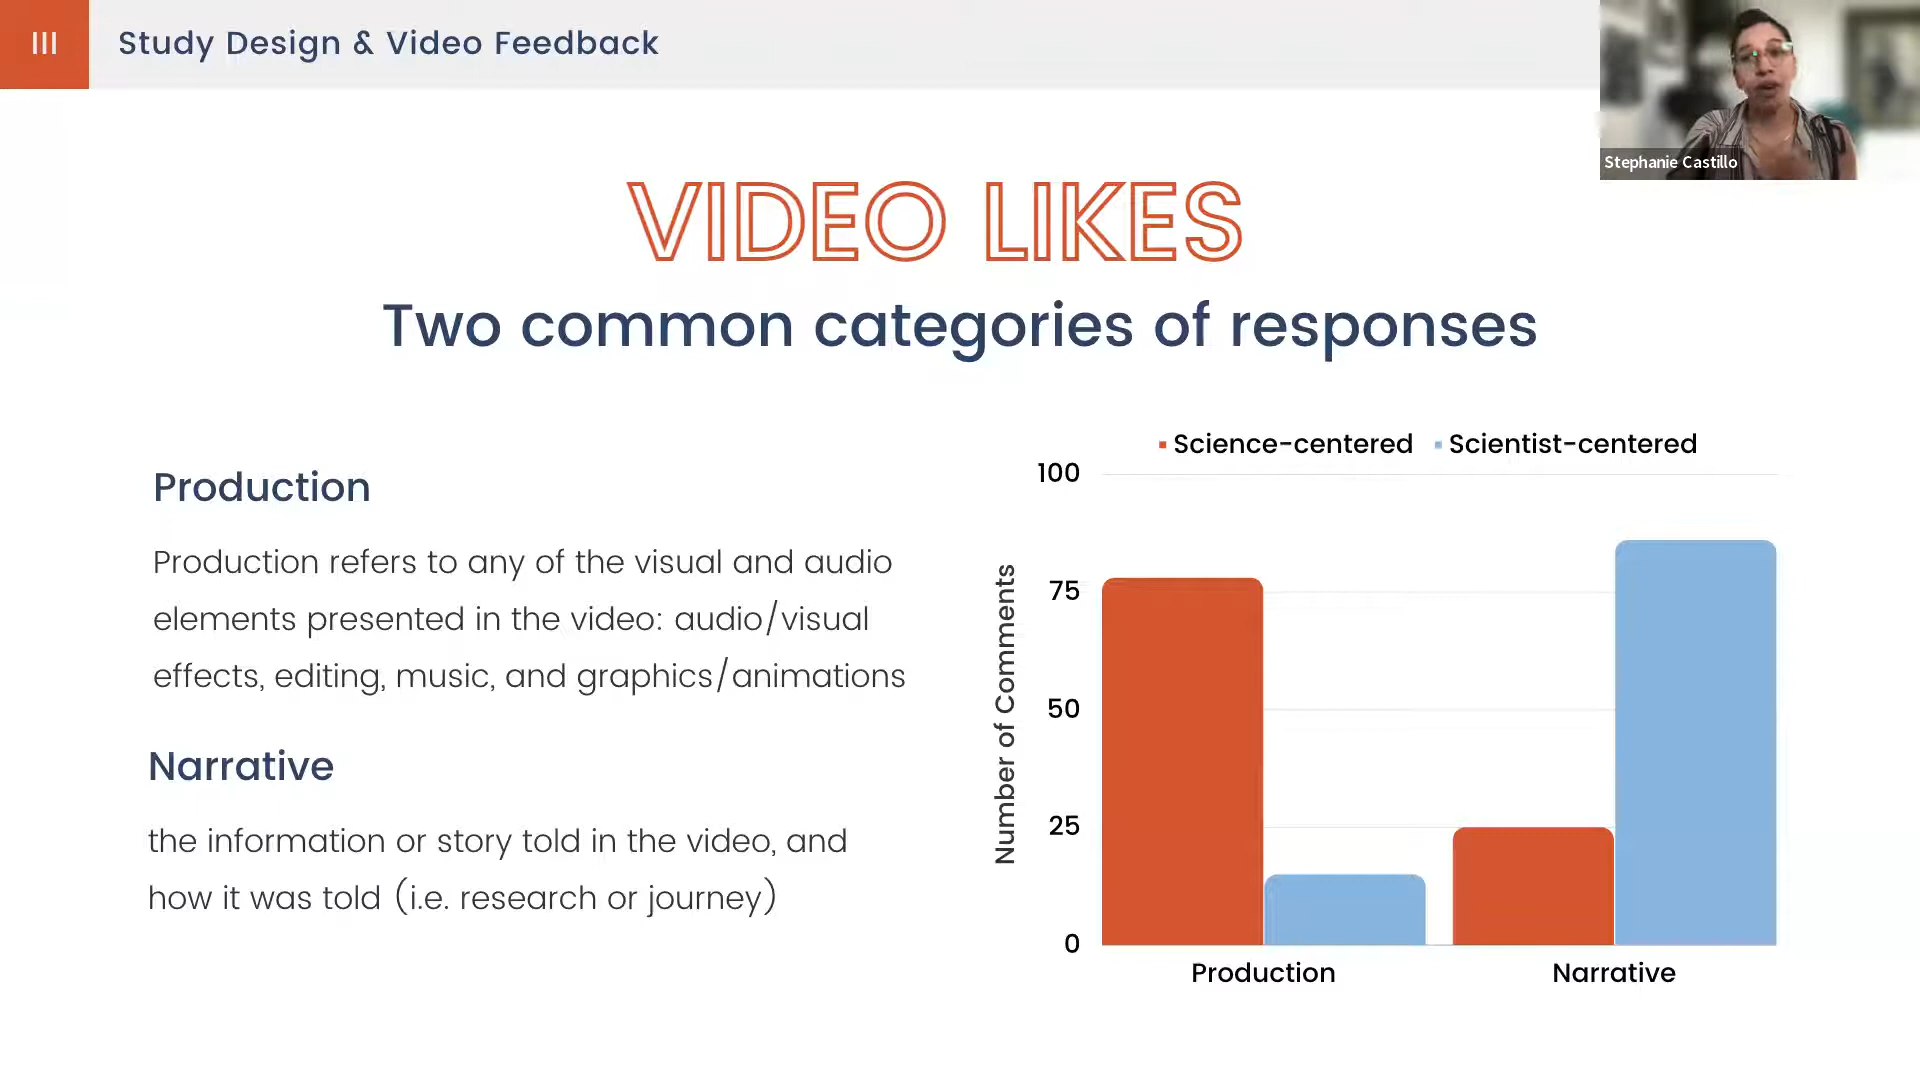 III
Study Design & Video Feedback
Stephanie Castillo
VIDEO LIKES
Two common categories of responses
Production
Production refers to any of the visual and audio
elements presented in the video: audio/visual
effects, editing, music, and graphics/animations
Narrative
the information or story told in the video, and
how it was told (i.e. research or journey)
Science-centered Scientist-centered
100
75
50
25
0
Number of Comments
Production Narrative